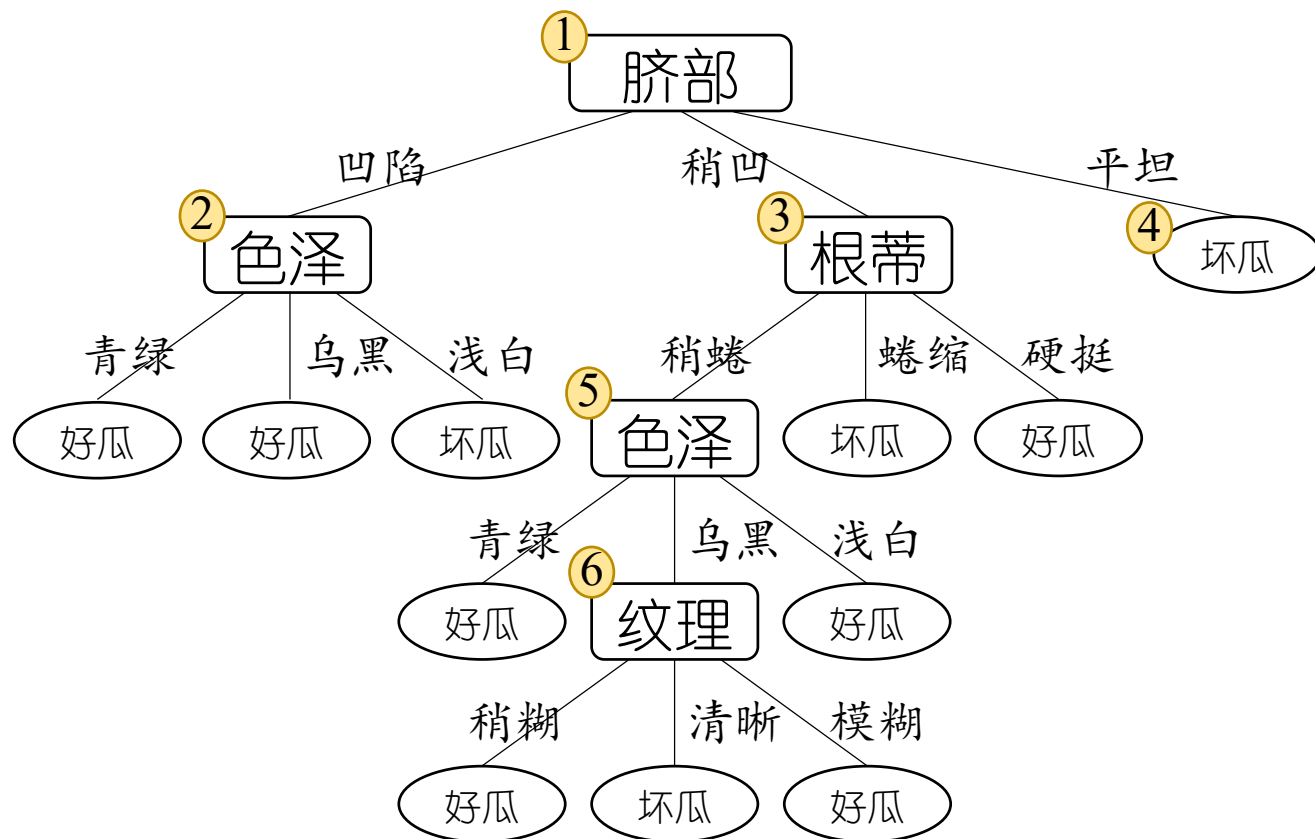 1
脐部
凹陷 稍凹 平坦
2 3 4
色泽 根蒂 坏瓜
青绿 乌黑 浅白 稍蜷 蜷缩 硬挺
5
好瓜 好瓜 坏瓜 色泽 坏瓜 好瓜
青绿 乌黑 浅白
6
好瓜 纹理 好瓜
稍糊 清晰 模糊
好瓜 坏瓜 好瓜